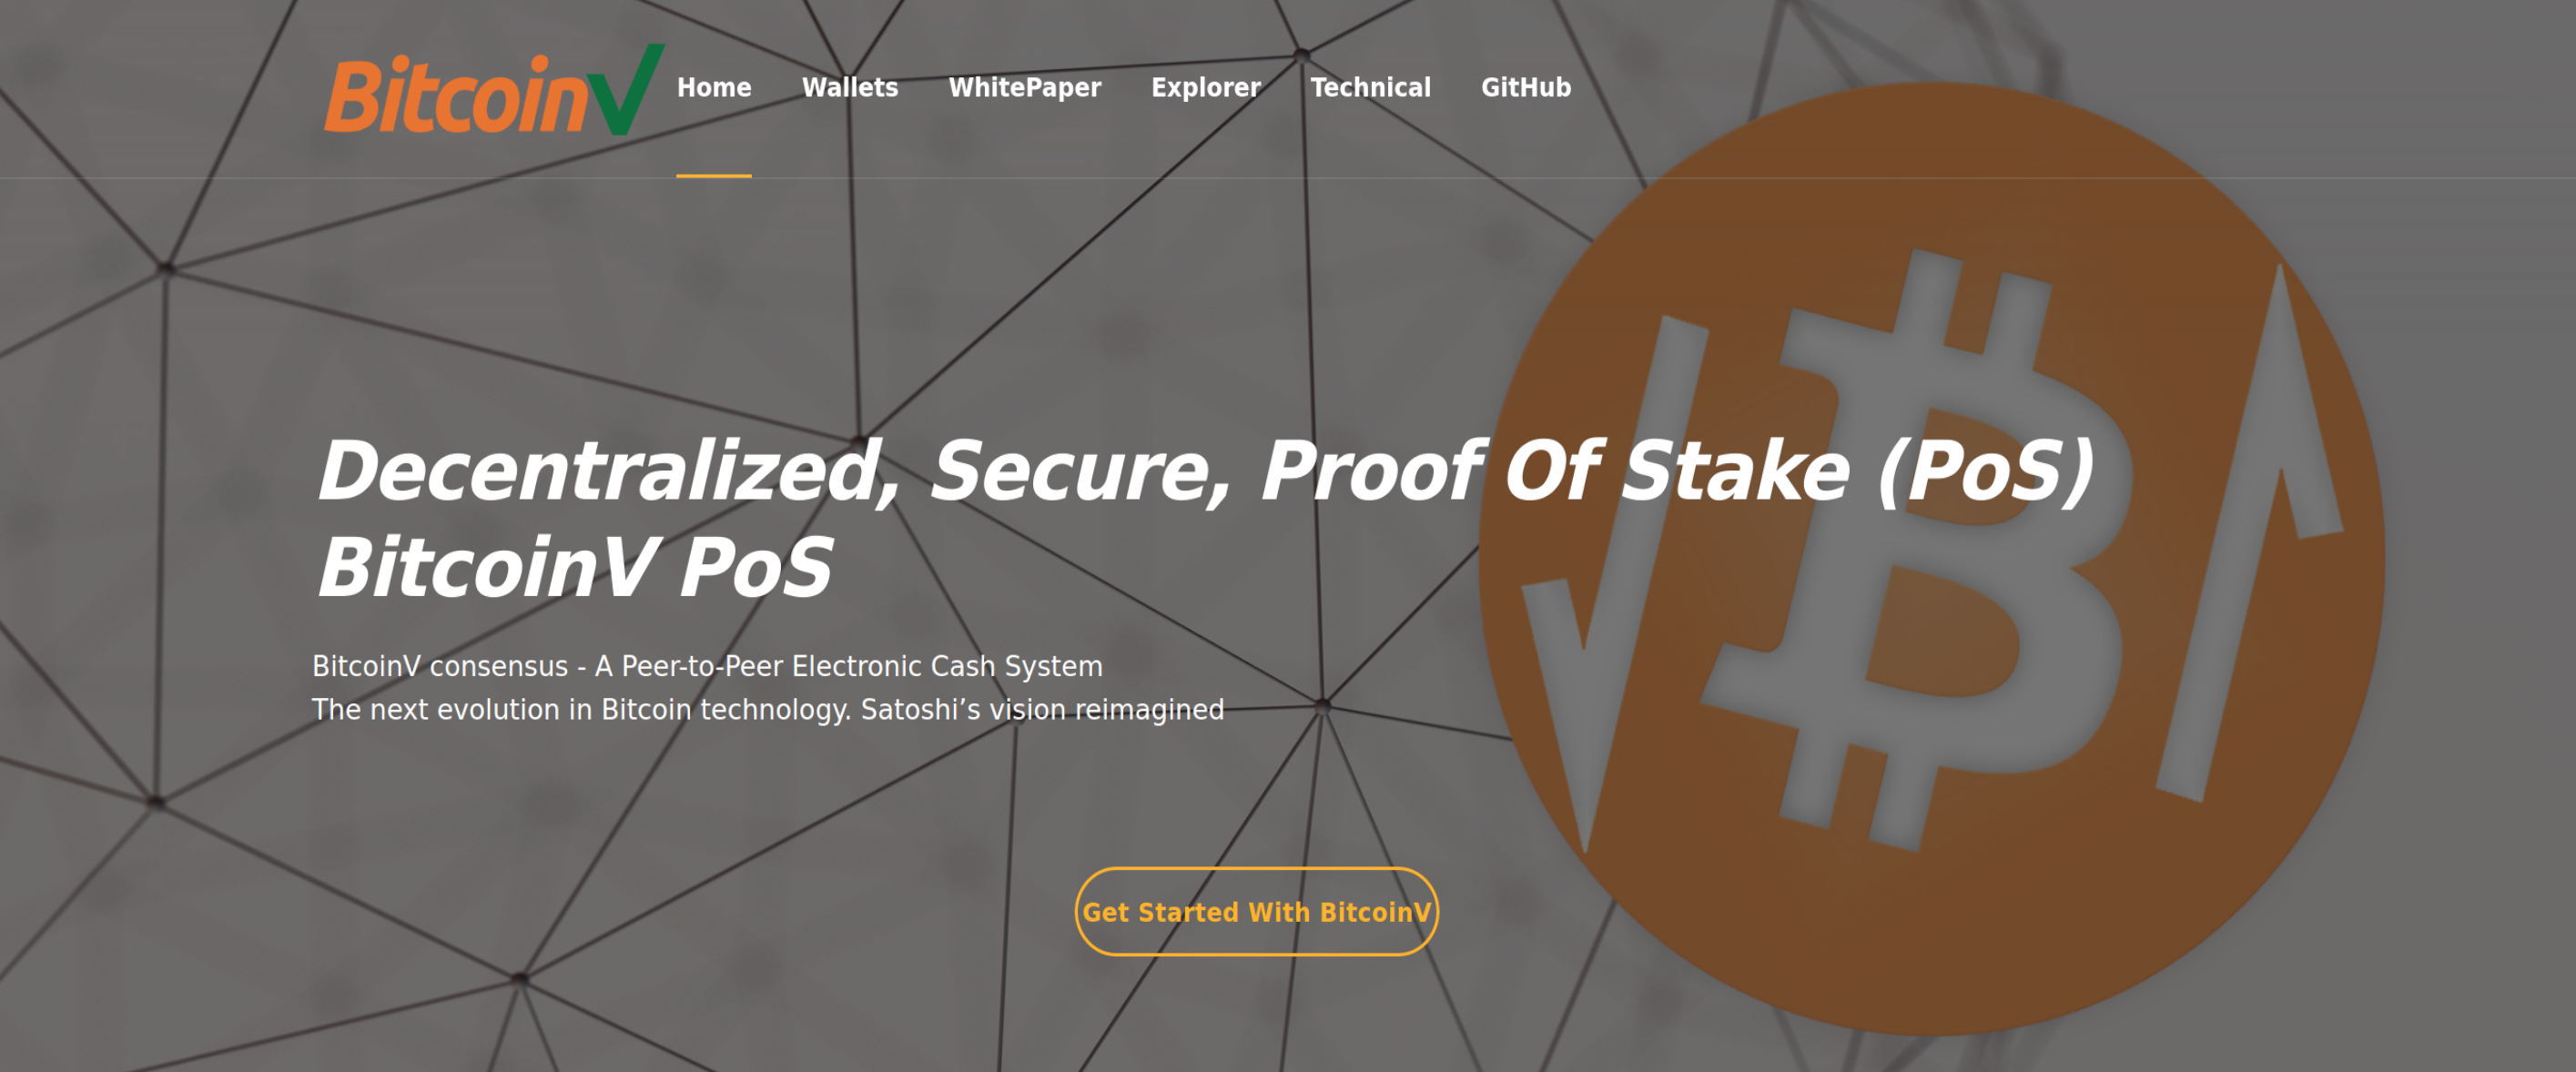 BitcoinV
Home Wallets WhitePaper Explorer Technical GitHub
Decentralized, Secure, Proof Of Stake (PoS)
BitcoinV PoS
BitcoinV consensus - A Peer-to-Peer Electronic Cash System
The next evolution in Bitcoin technology. Satoshi’s vision reimagined
Get Started With BitcoinV